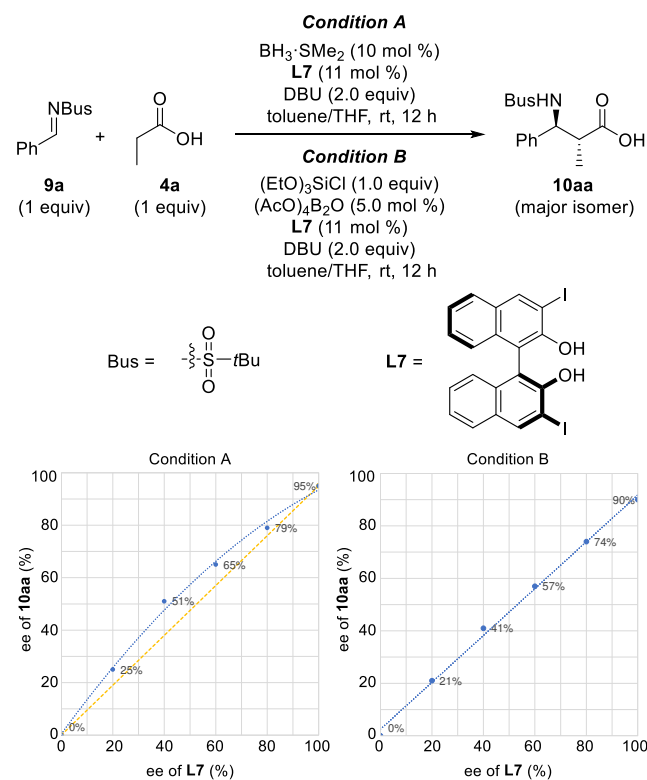 Condition A
BH₃·SMe₂ (10 mol %)
L7 (11 mol %)
DBU (2.0 equiv)
toluene/THF, rt, 12 h
NBus
Ph
9a
(1 equiv)
+
O
OH
4a
(1 equiv)
Condition B
(EtO)₃SiCl (1.0 equiv)
(AcO)₄B₂O (5.0 mol %)
L7 (11 mol %)
DBU (2.0 equiv)
toluene/THF, rt, 12 h
BusHN
O
Ph
OH
10aa
(major isomer)
Bus =
O
S
tBu
O
L7 =
I
OH
OH
I
Condition A
ee of 10aa (%)
100
80
60
40
20
0
0%
25%
51%
65%
79%
95%
0 20 40 60 80 100
ee of L7 (%)
Condition B
ee of 10aa (%)
100
80
60
40
20
0
0%
21%
41%
57%
74%
90%
0 20 40 60 80 100
ee of L7 (%)